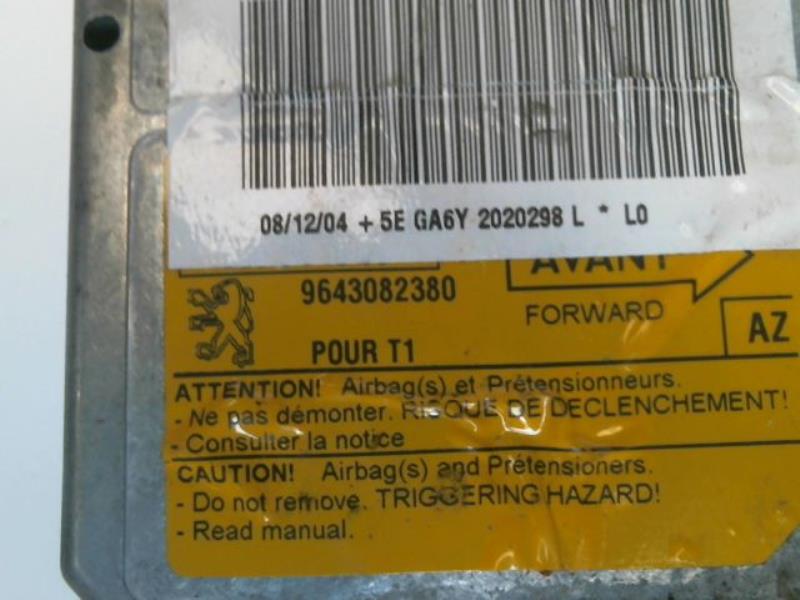 08/12/04 + 5E GA6Y 2020298 L * L0
AVANT
9643082380
FORWARD
AZ
POUR T1
ATTENTION! Airbag(s) et Prétensionneurs.
- Ne pas démonter. RISQUE DE DECLENCHEMENT!
- Consulter la notice
CAUTION! Airbag(s) and Prétensioners.
- Do not remove. TRIGGERING HAZARD!
- Read manual.